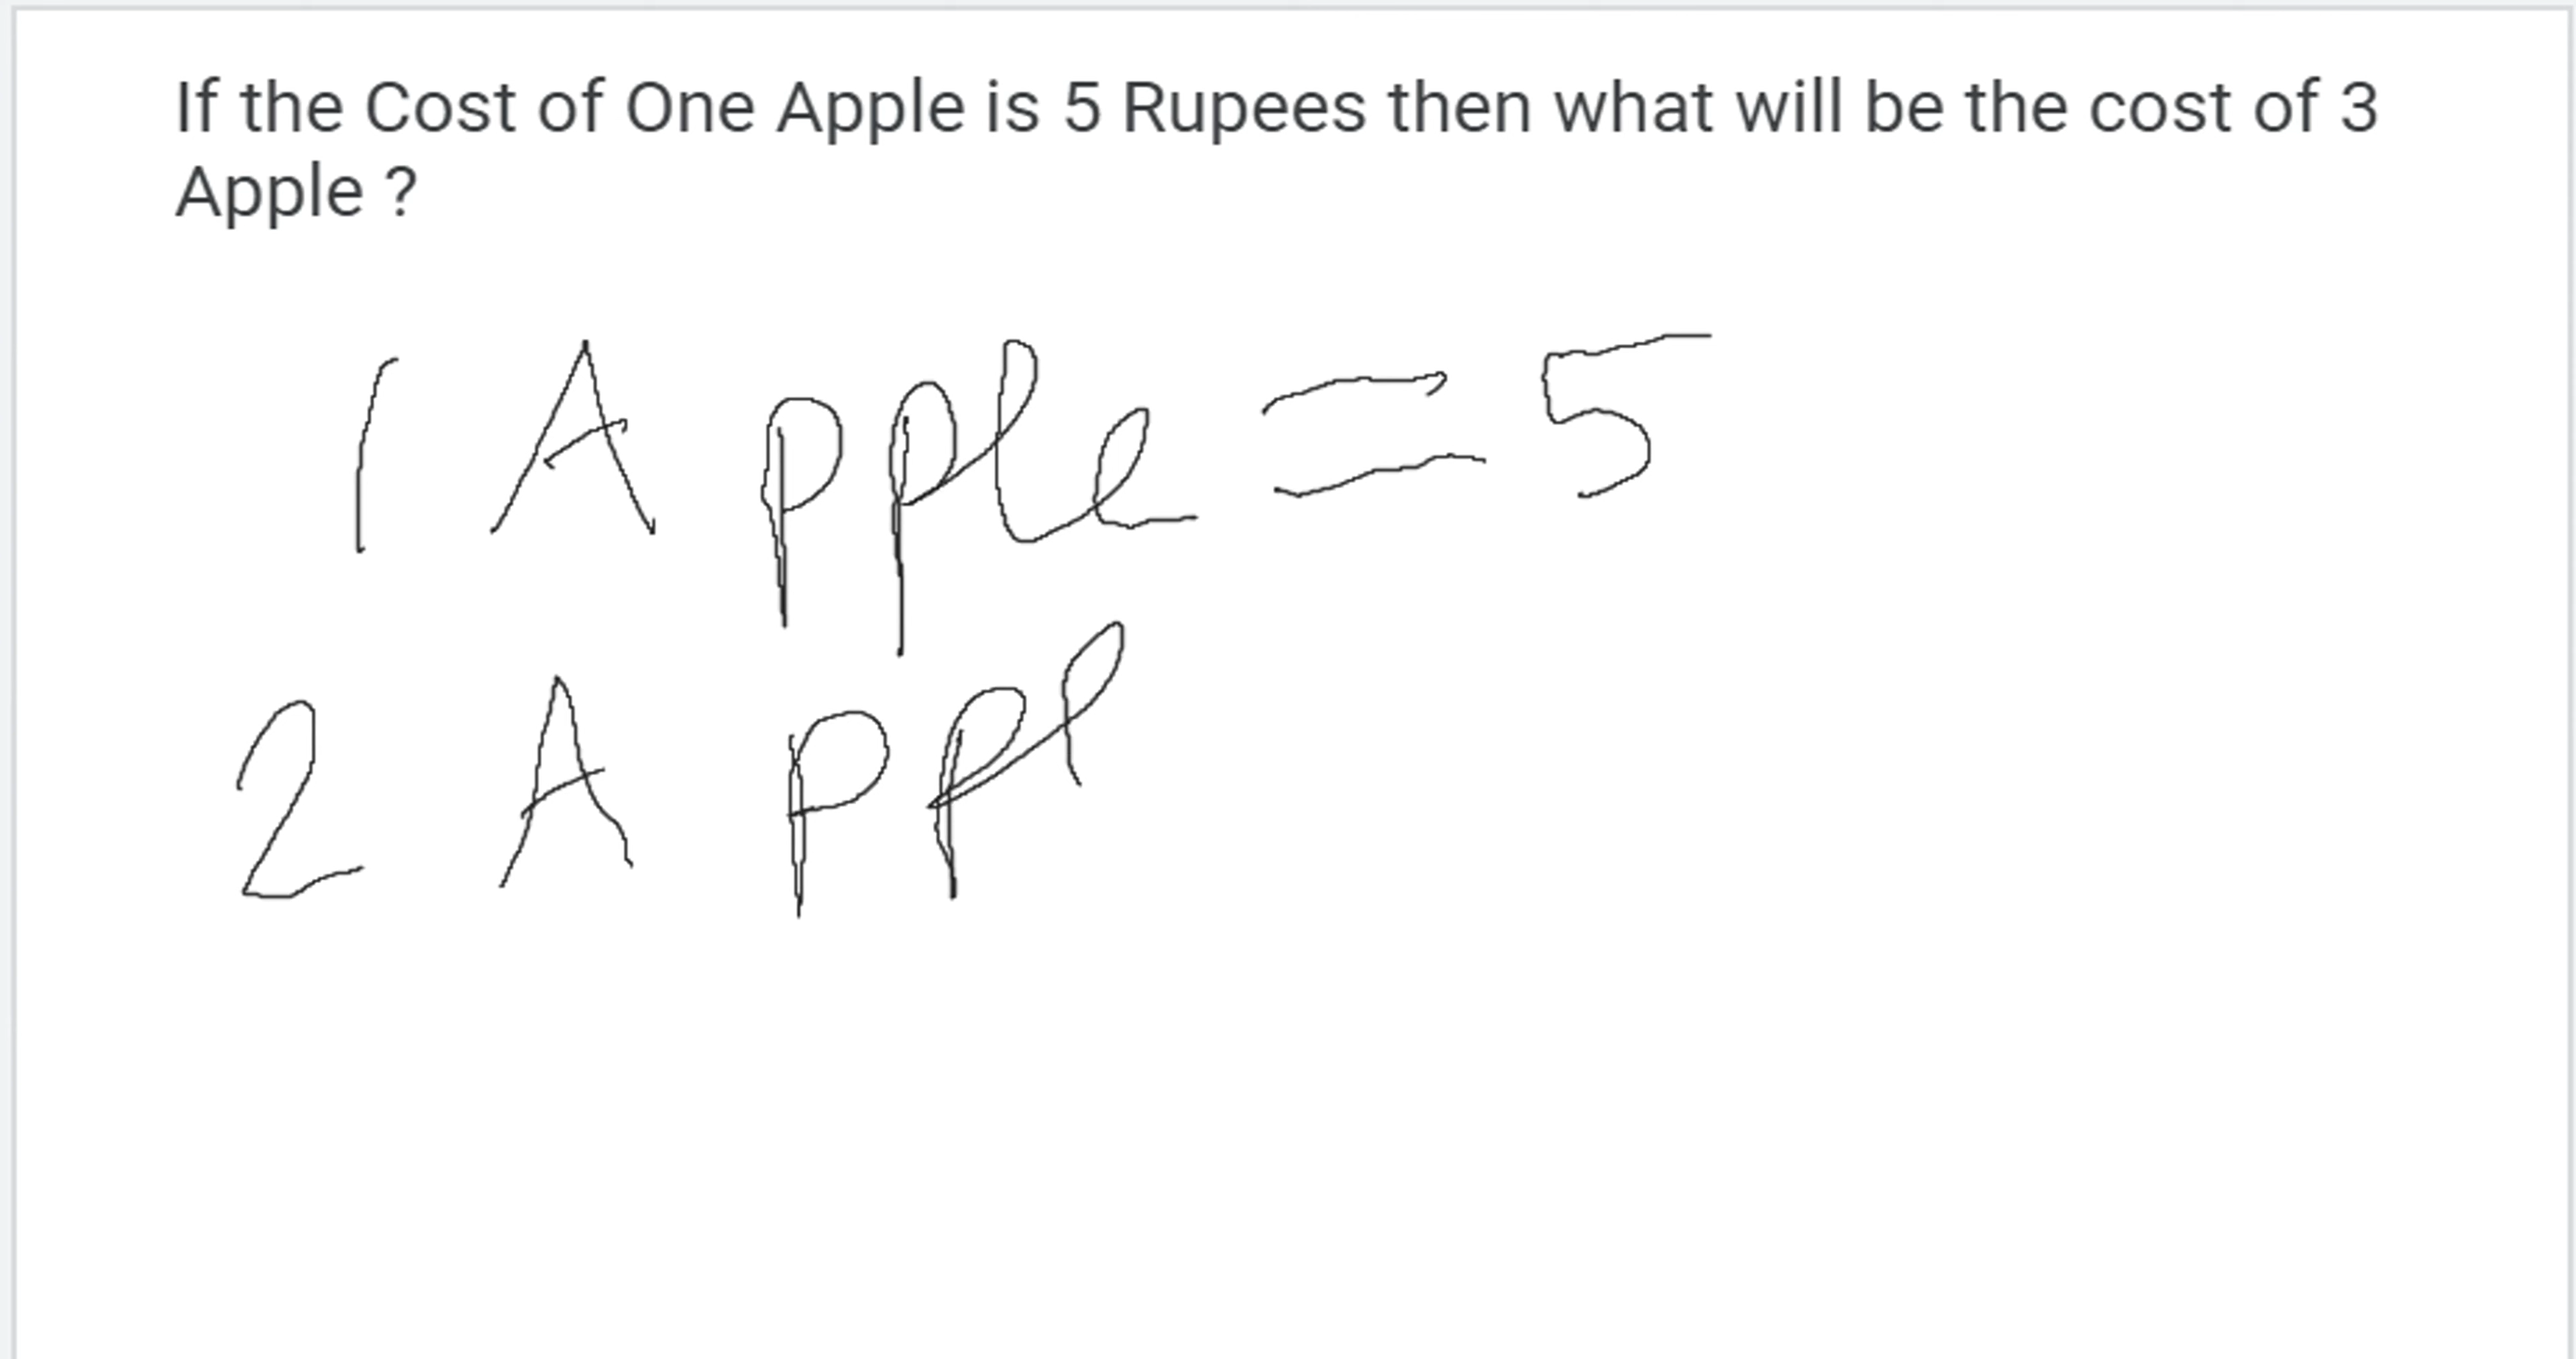 If the Cost of One Apple is 5 Rupees then what will be the cost of 3
Apple ?
1 Apple = 5
2 Appl